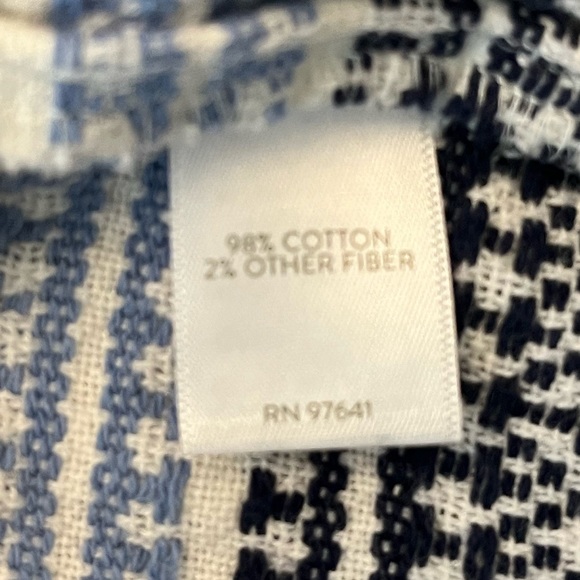 98% COTTON
2% OTHER FIBER
RN 97641